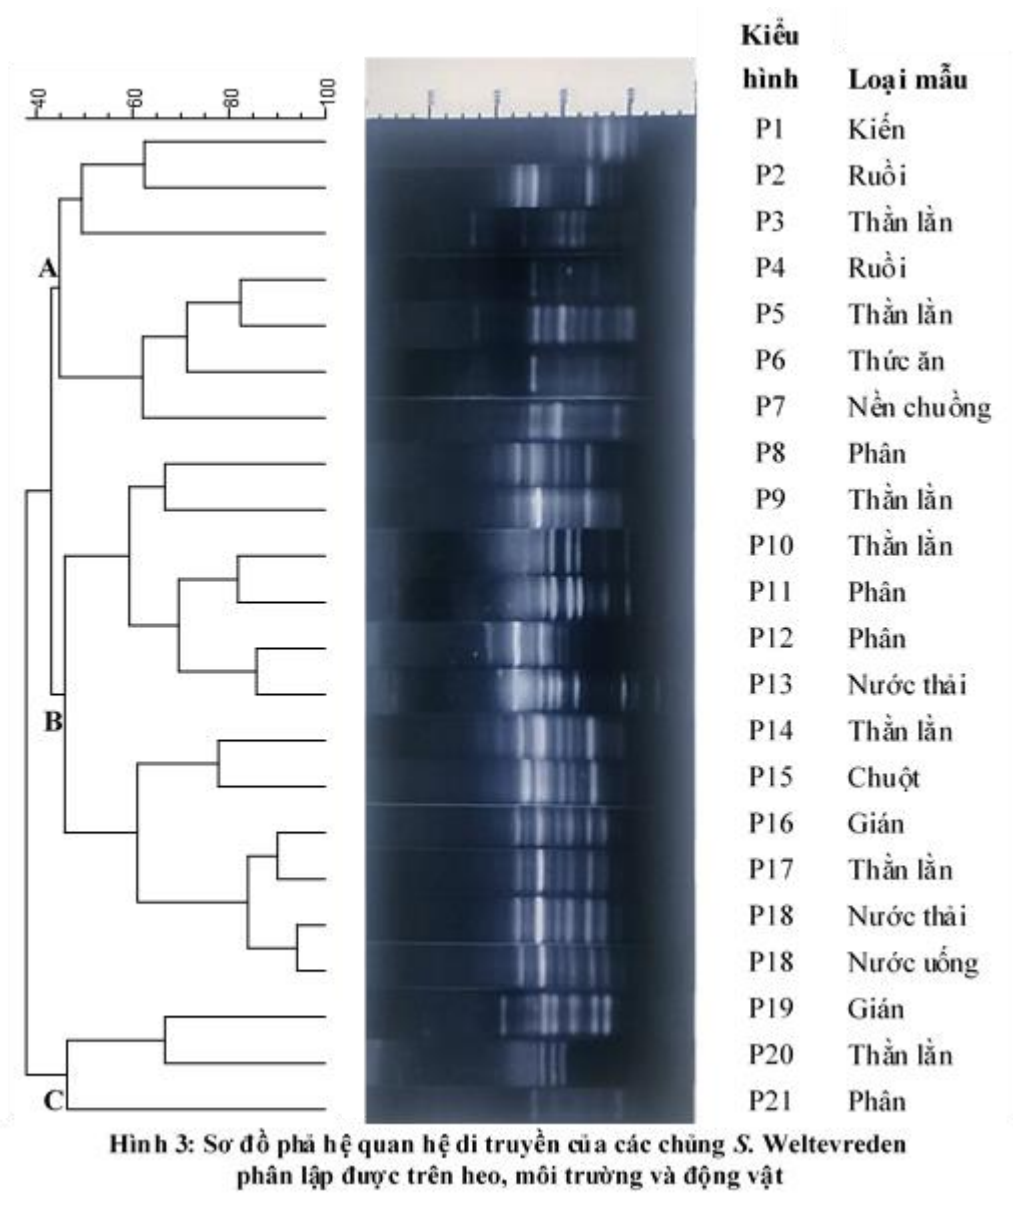 Kiểu
hình Loại mẫu
-40 -60 -80 -100
P1 Kiến
P2 Ruồi
P3 Thằn lằn
A P4 Ruồi
P5 Thằn lằn
P6 Thức ăn
P7 Nền chuồng
P8 Phân
P9 Thằn lằn
P10 Thằn lằn
P11 Phân
P12 Phân
P13 Nước thải
B P14 Thằn lằn
P15 Chuột
P16 Gián
P17 Thằn lằn
P18 Nước thải
P18 Nước uống
P19 Gián
P20 Thằn lằn
C P21 Phân
Hình 3: Sơ đồ phả hệ quan hệ di truyền của các chủng S. Weltevreden
phân lập được trên heo, môi trường và động vật